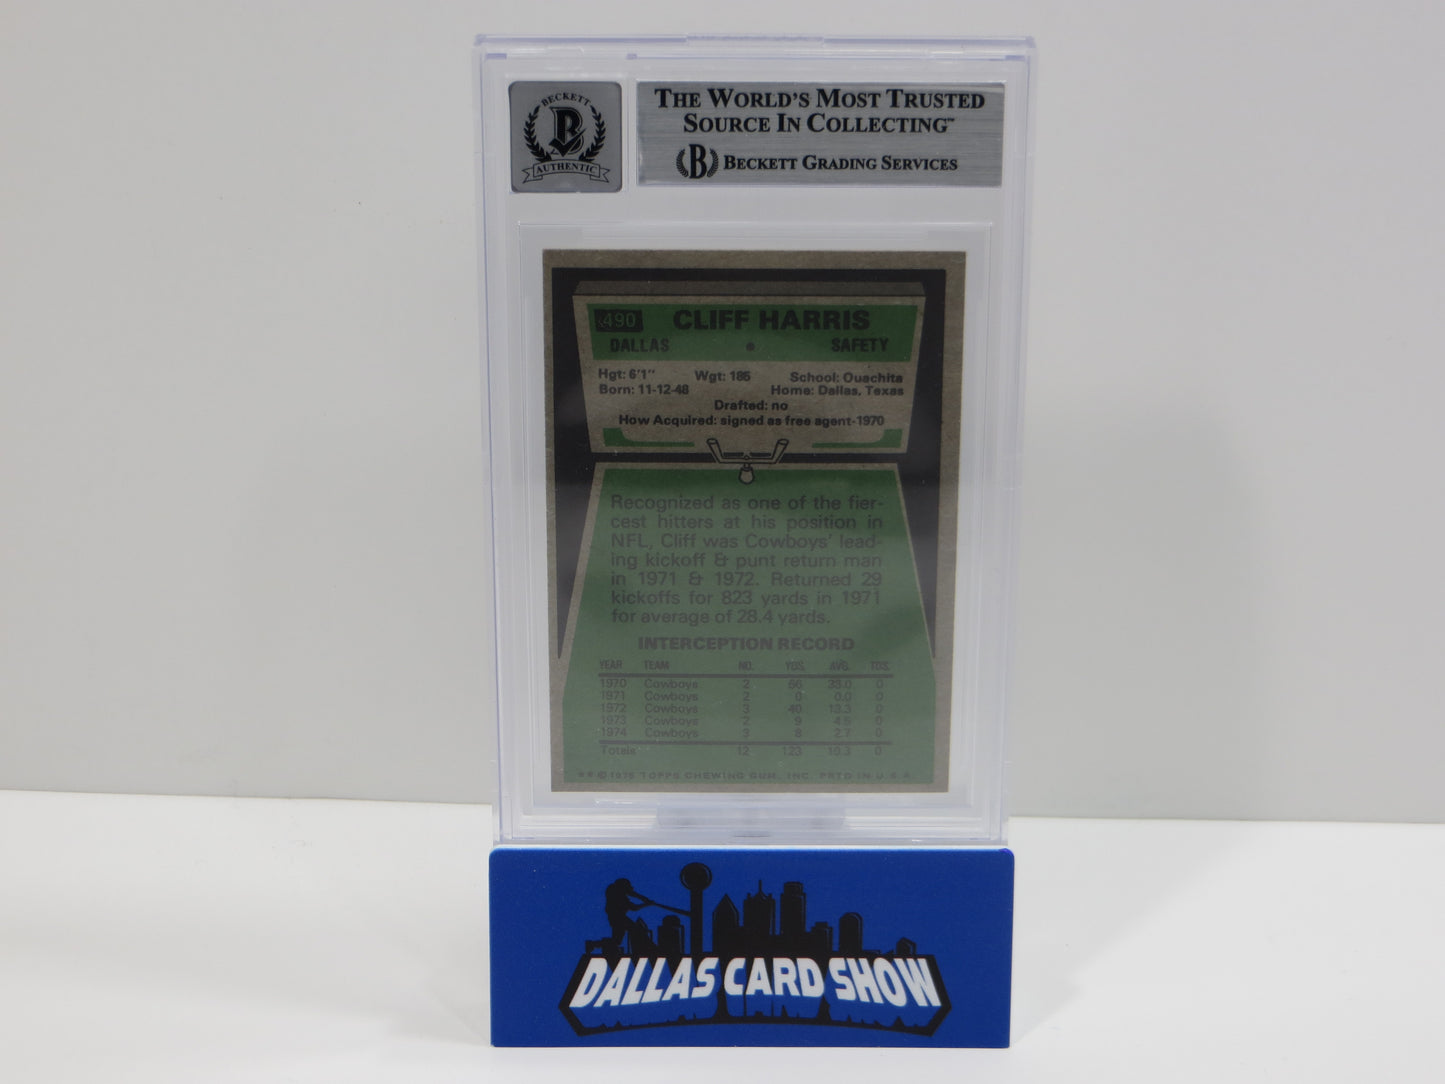 BECKETT
B
AUTHENTIC
THE WORLD'S MOST TRUSTED
SOURCE IN COLLECTING™
B BECKETT GRADING SERVICES
490 CLIFF HARRIS
DALLAS • SAFETY
Hgt: 6'1" Wgt: 185 School: Ouachita
Born: 11-12-48 Home: Dallas, Texas
Drafted: no
How Acquired: signed as free agent-1970
Recognized as one of the fier-
cest hitters at his position in
NFL, Cliff was Cowboys' lead-
ing kickoff & punt return man
in 1971 & 1972. Returned 29
kickoffs for 823 yards in 1971
for average of 28.4 yards.
INTERCEPTION RECORD
YEAR TEAM NO. YDS. AVG. TDS.
1970 Cowboys 2 66 33.0 0
1971 Cowboys 2 0 0.0 0
1972 Cowboys 3 40 13.3 0
1973 Cowboys 2 9 4.5 0
1974 Cowboys 3 8 2.7 0
Totals 12 123 10.3 0
** © 1975 TOPPS CHEWING GUM, INC. PRTD IN U.S.A.
DALLAS CARD SHOW